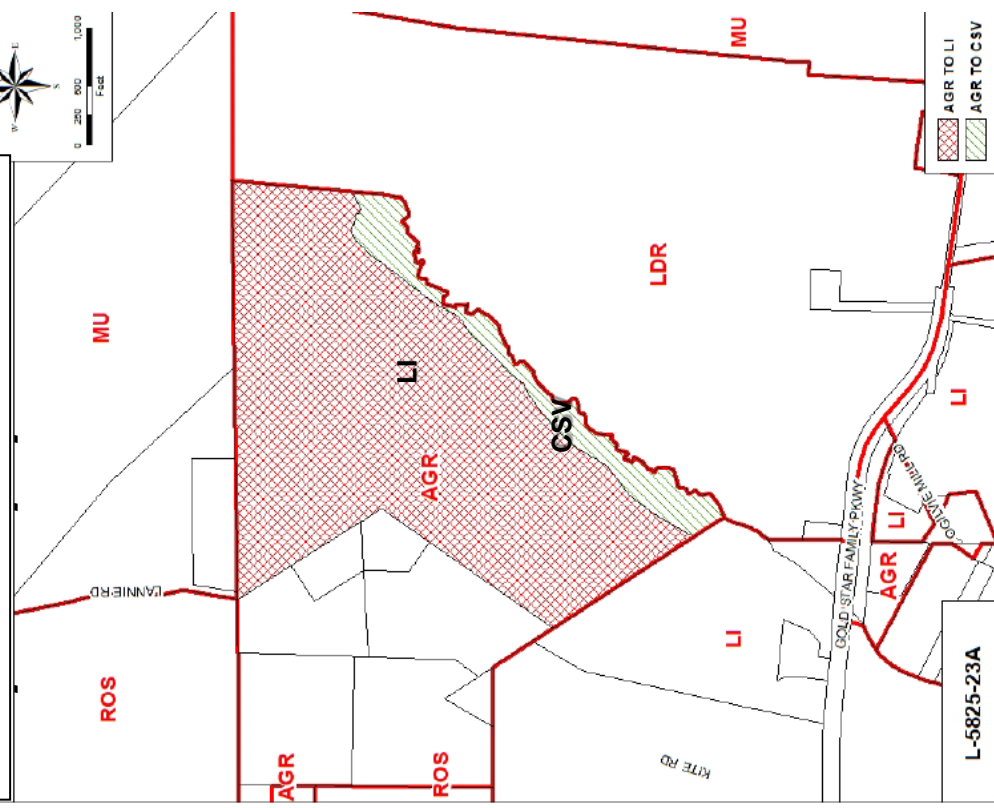 E
W
S
0 250 500 1,000
Feet
MU
MU
AGR TO LI
AGR TO CSV
LDR
LI
CSV
AGR
LANNIE RD
ROS
AGR
ROS
KITE RD
LI
GOLD STAR FAMILY PKWY
AGR
LI
OGILVIE MILL RD
LI
L-5825-23A